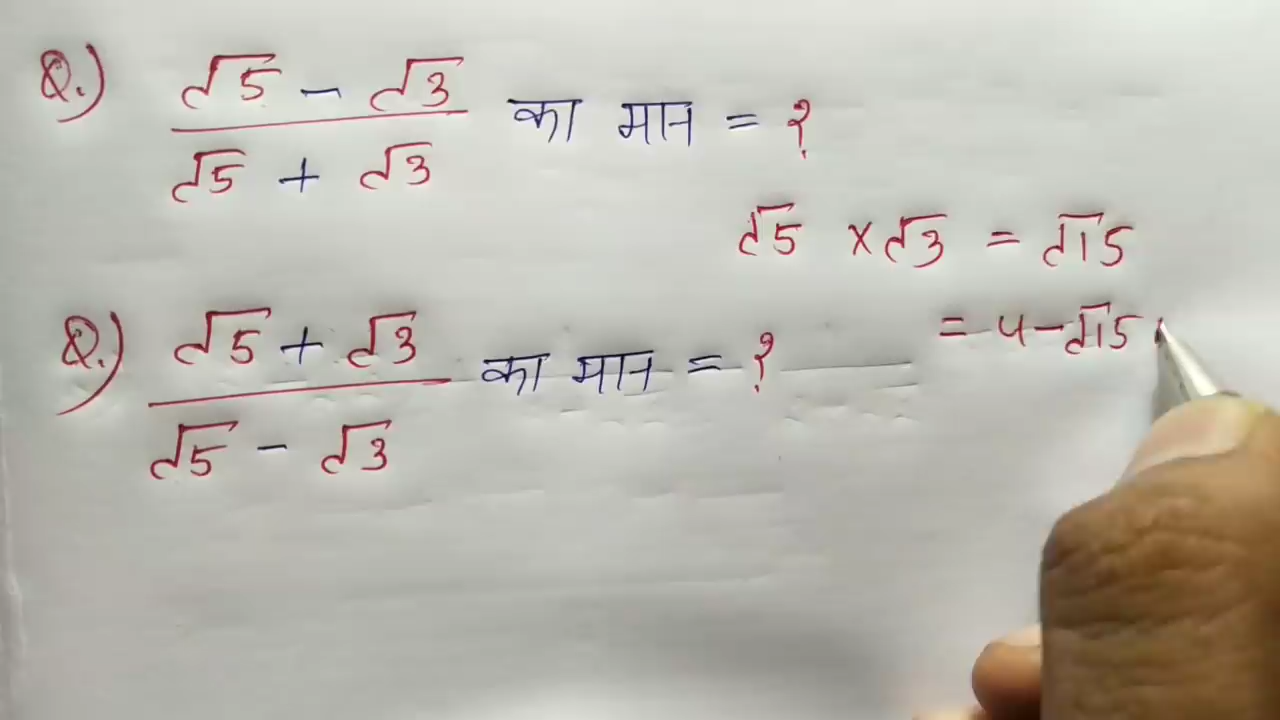 Q.) √5 - √3 / √5 + √3 का मान = ?
√5 × √3 = √15
= 4 - √15
Q.) √5 + √3 / √5 - √3 का मान = ?